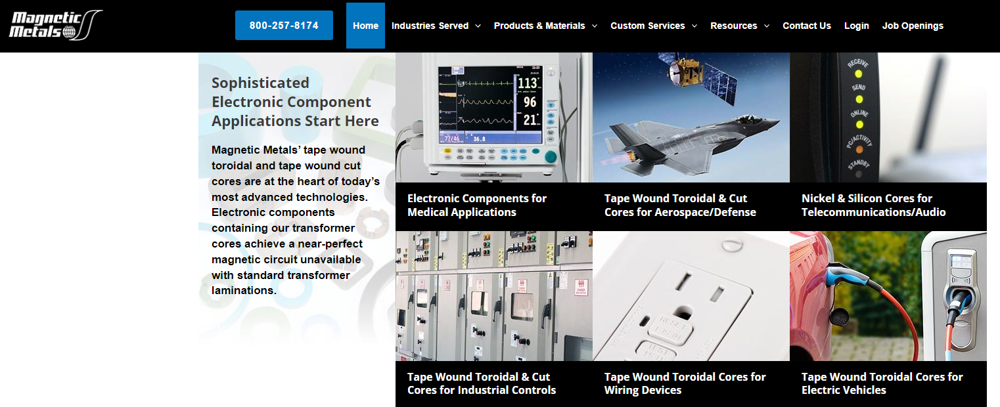 Magnetic
Metals
800-257-8174
Home
Industries Served
Products & Materials
Custom Services
Resources
Contact Us
Login
Job Openings
Sophisticated
Electronic Component
Applications Start Here
Magnetic Metals’ tape wound
toroidal and tape wound cut
cores are at the heart of today’s
most advanced technologies.
Electronic components
containing our transformer
cores achieve a near-perfect
magnetic circuit unavailable
with standard transformer
laminations.
113
96
21
77/46
36.8
Electronic Components for
Medical Applications
Tape Wound Toroidal & Cut
Cores for Aerospace/Defense
RECEIVE
SEND
ONLINE
PC/ACTIVITY
STANDBY
Nickel & Silicon Cores for
Telecommunications/Audio
Tape Wound Toroidal & Cut
Cores for Industrial Controls
RESET
TEST
Tape Wound Toroidal Cores for
Wiring Devices
Tape Wound Toroidal Cores for
Electric Vehicles